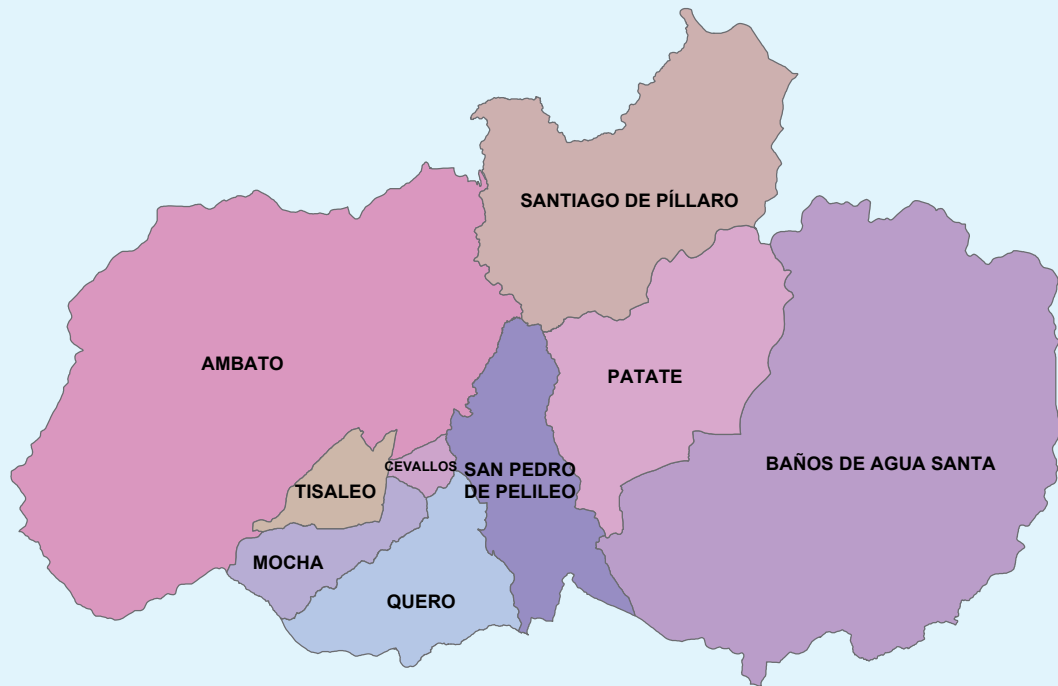 SANTIAGO DE PÍLLARO
AMBATO
PATATE
CEVALLOS
SAN PEDRO
DE PELILEO
BAÑOS DE AGUA SANTA
TISALEO
MOCHA
QUERO